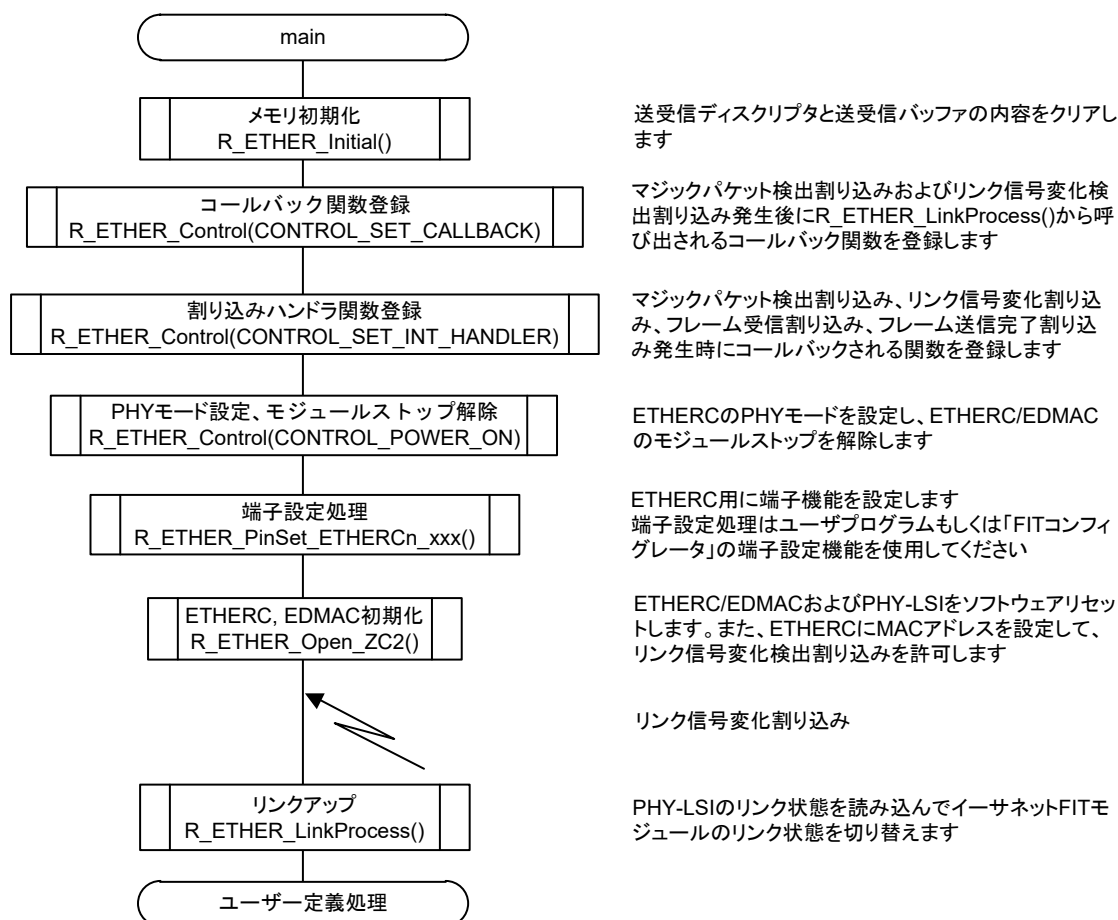 main
メモリ初期化
R_ETHER_Initial()
送受信ディスクリプタと送受信バッファの内容をクリアし
ます
コールバック関数登録
R_ETHER_Control(CONTROL_SET_CALLBACK)
マジックパケット検出割り込みおよびリンク信号変化検
出割り込み発生後にR_ETHER_LinkProcess()から呼
び出されるコールバック関数を登録します
割り込みハンドラ関数登録
R_ETHER_Control(CONTROL_SET_INT_HANDLER)
マジックパケット検出割り込み、リンク信号変化割り込
み、フレーム受信割り込み、フレーム送信完了割り込
み発生時にコールバックされる関数を登録します
PHYモード設定、モジュールストップ解除
R_ETHER_Control(CONTROL_POWER_ON)
ETHERCのPHYモードを設定し、ETHERC/EDMAC
のモジュールストップを解除します
端子設定処理
R_ETHER_PinSet_ETHERCn_xxx()
ETHERC用に端子機能を設定します
端子設定処理はユーザプログラムもしくは「FITコンフィ
グレータ」の端子設定機能を使用してください
ETHERC, EDMAC初期化
R_ETHER_Open_ZC2()
ETHERC/EDMACおよびPHY-LSIをソフトウェアリセッ
トします。また、ETHERCにMACアドレスを設定して、
リンク信号変化検出割り込みを許可します
リンク信号変化割り込み
リンクアップ
R_ETHER_LinkProcess()
PHY-LSIのリンク状態を読み込んでイーサネットFITモ
ジュールのリンク状態を切り替えます
ユーザー定義処理